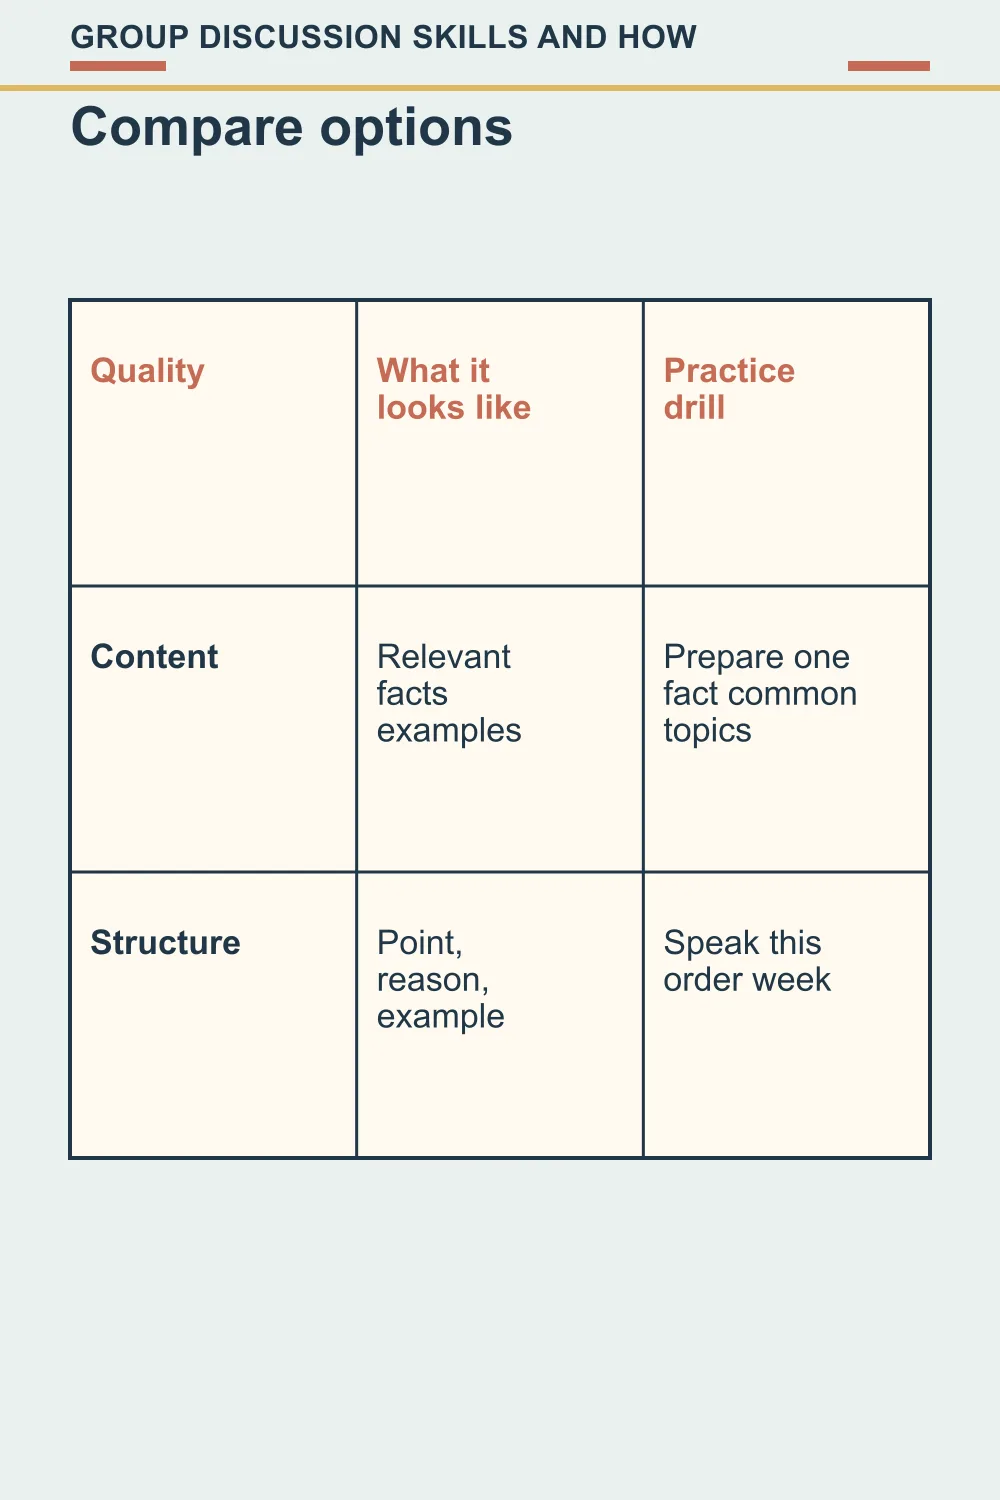 GROUP DISCUSSION SKILLS AND HOW
Compare options
Quality
What it
looks like
Practice
drill
Content
Relevant
facts
examples
Prepare one
fact common
topics
Structure
Point,
reason,
example
Speak this
order week